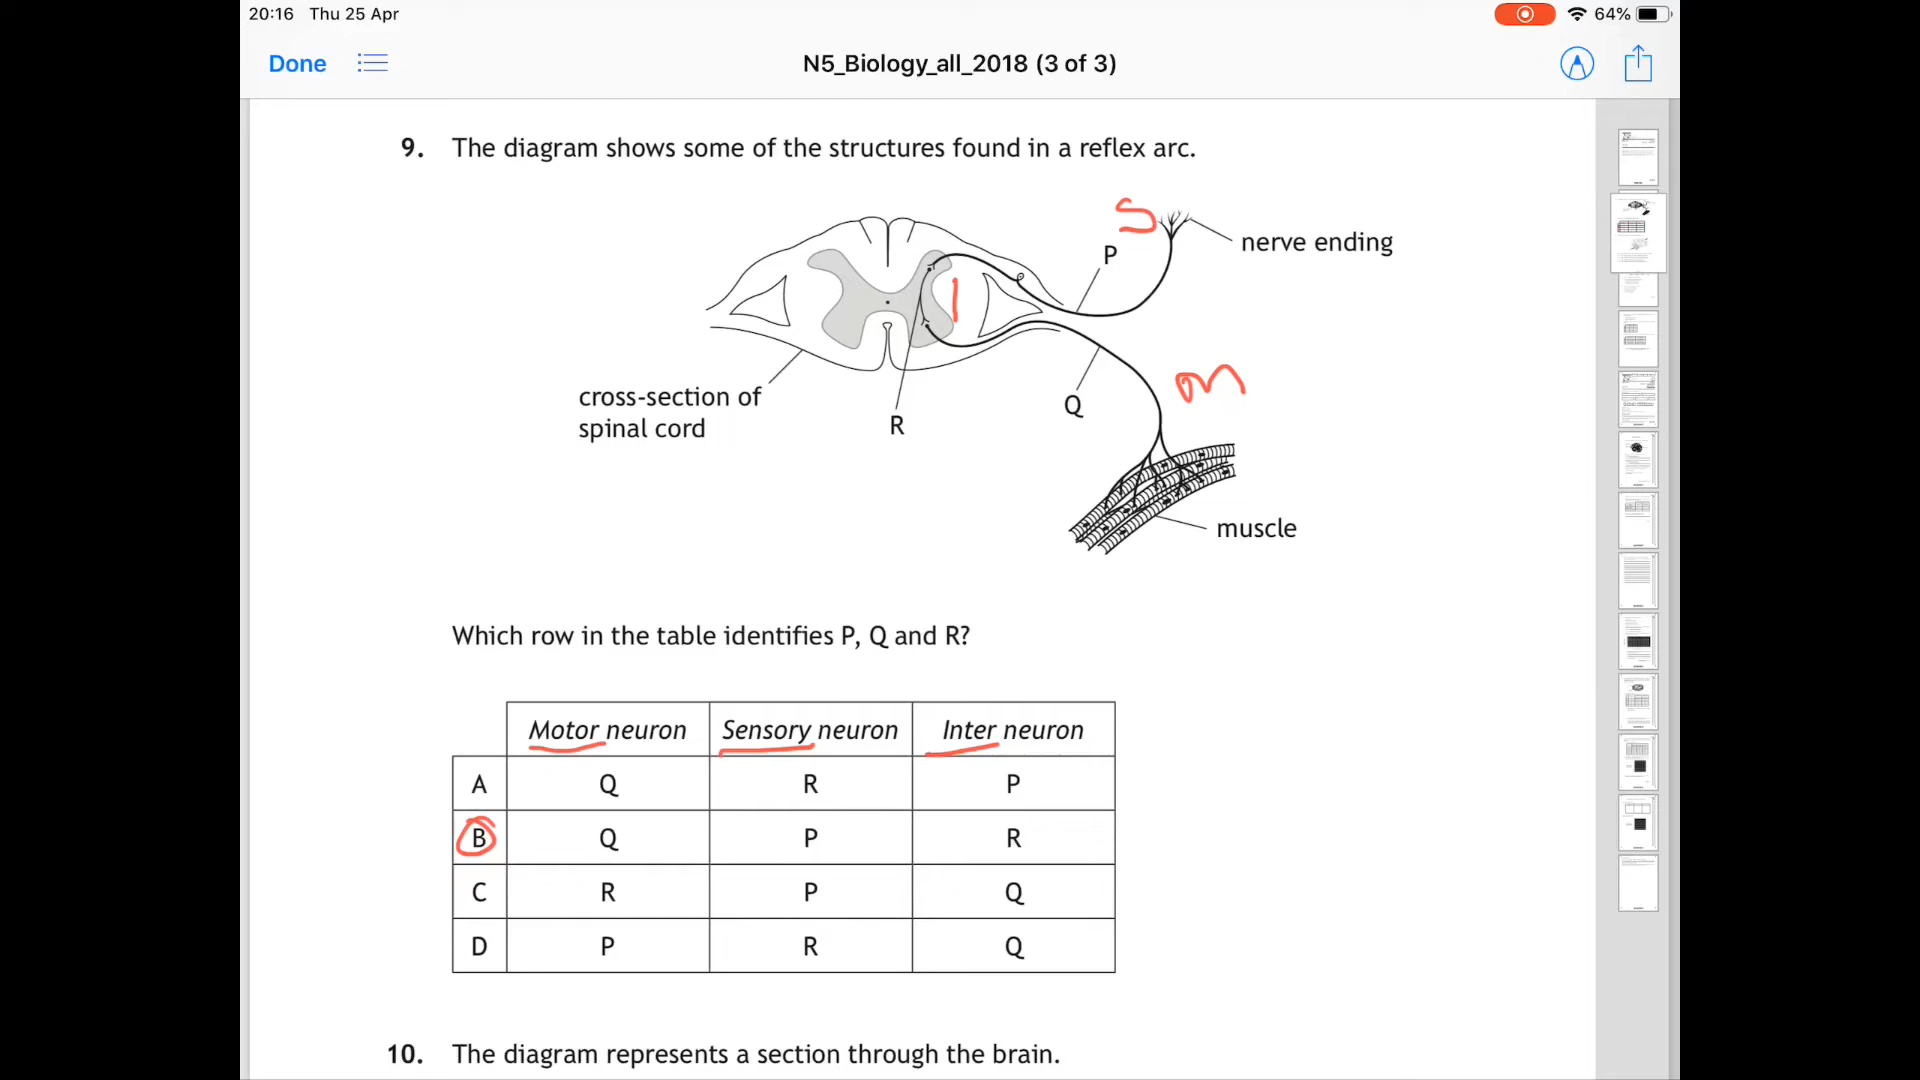 20:16 Thu 25 Apr 64%
Done N5_Biology_all_2018 (3 of 3)
9. The diagram shows some of the structures found in a reflex arc.
S
nerve ending
P
I
m
cross-section of
spinal cord
R
Q
muscle
Which row in the table identifies P, Q and R?
Motor neuron Sensory neuron Inter neuron
A Q R P
B Q P R
C R P Q
D P R Q
10. The diagram represents a section through the brain.